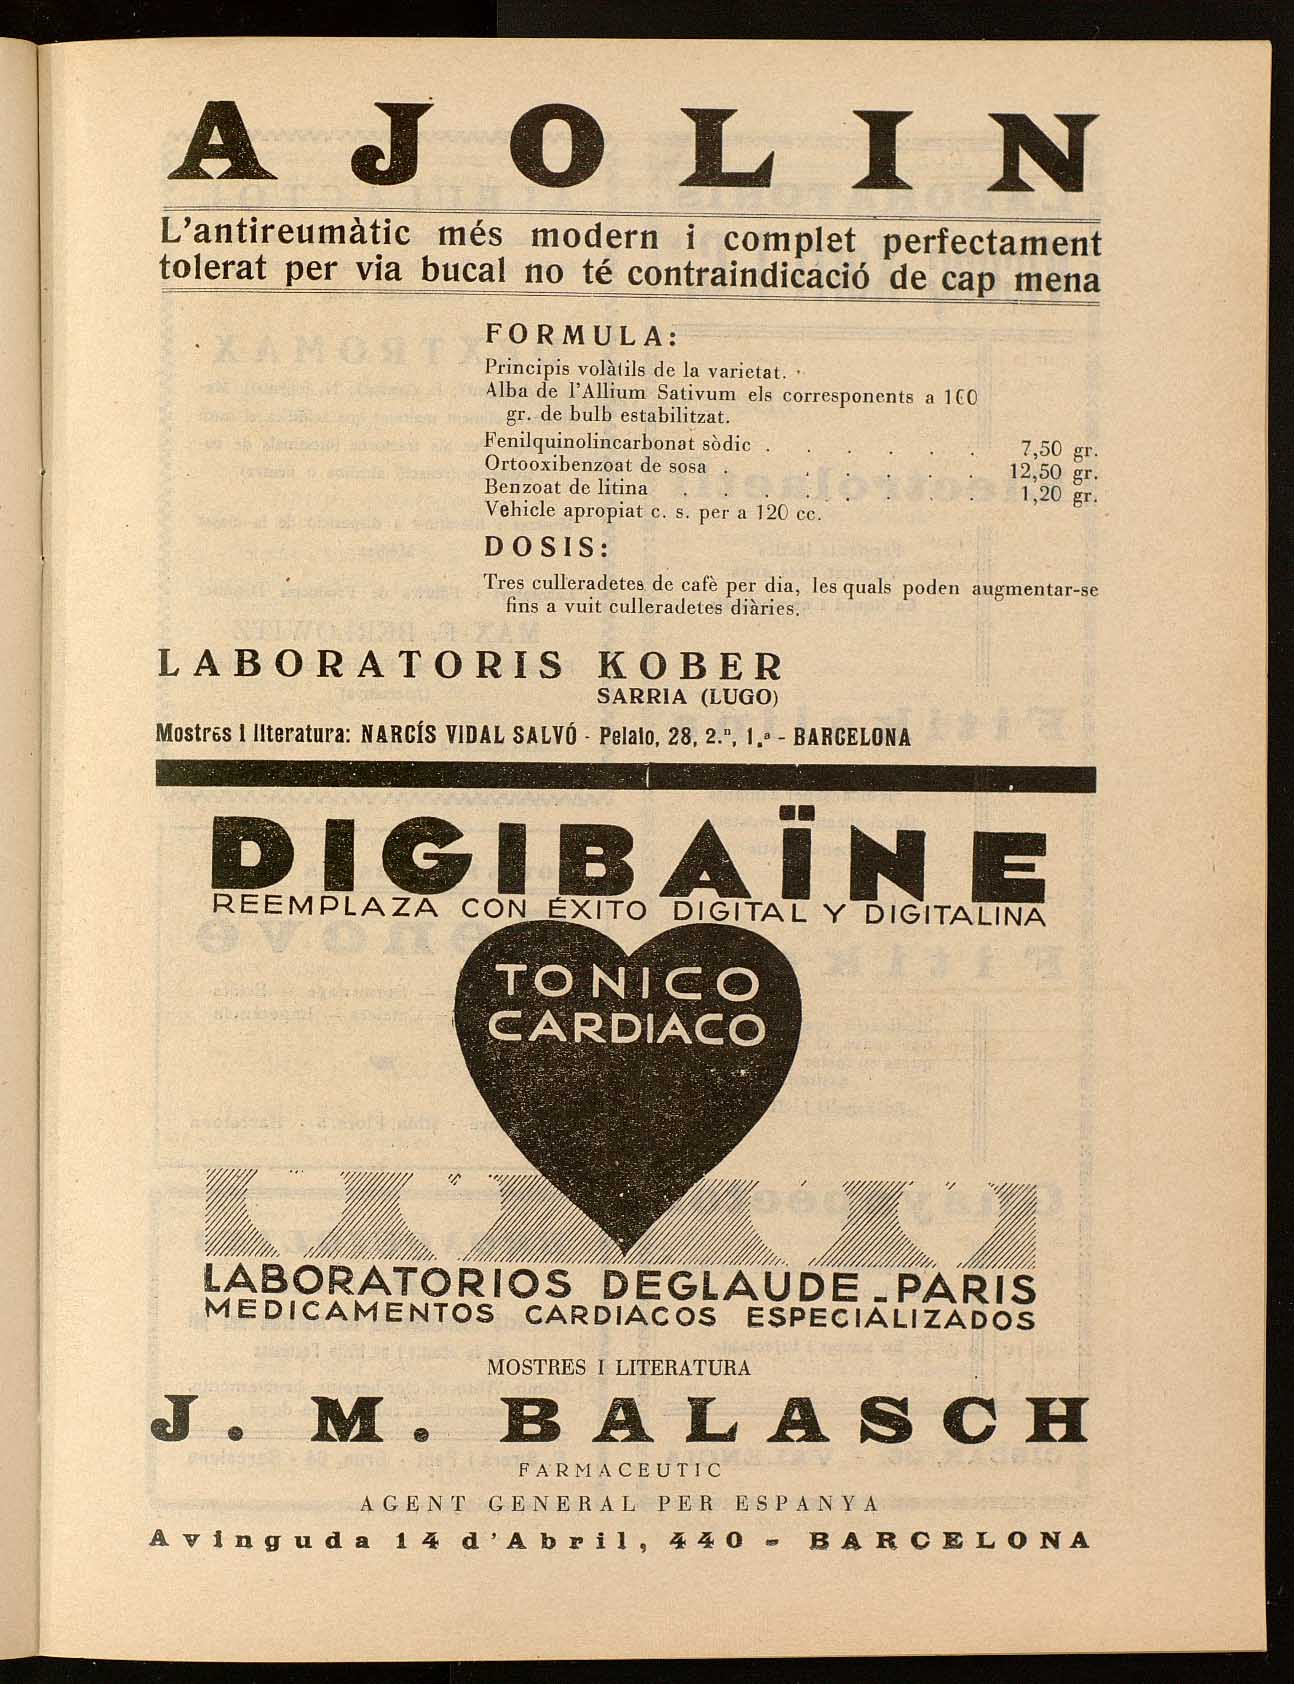 AJOLIN
L'antireumàtic més modern i complet perfectament
tolerat per via bucal no té contraindicació de cap mena
FORMULA:
Principis volàtils de la varietat.
Alba de l'Allium Sativum els corresponents a 100
gr. de bulb estabilitzat.
Fenilquinolincarbonat sòdic . . . . . . . 7,50 gr.
Ortooxibenzoat de sosa . . . . . . . 12,50 gr.
Benzoat de litina . . . . . . . . 1,20 gr.
Vehicle apropiat c. s. per a 120 cc.
DOSIS:
Tres culleradetes de cafè per dia, les quals poden augmentar-se
fins a vuit culleradetes diàries.
LABORATORIS KOBER
SARRIA (LUGO)
Mostres i literatura: NARCÍS VIDAL SALVÓ - Pelaio, 28, 2.n, 1.a - BARCELONA
DIGIBAÏNE
REEMPLAZA CON ÉXITO DIGITAL Y DIGITALINA
TONICO
CARDIACO
LABORATORIOS DEGLAUDE - PARIS
MEDICAMENTOS CARDIACOS ESPECIALIZADOS
MOSTRES I LITERATURA
J. M. BALASCH
FARMACEUTIC
AGENT GENERAL PER ESPANYA
Avinguda 14 d'Abril, 440 - BARCELONA